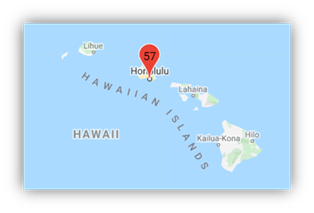 57
Lihue
Honolulu
Lahaina
HAWAIIAN ISLANDS
HAWAII
Kailua-Kona
Hilo